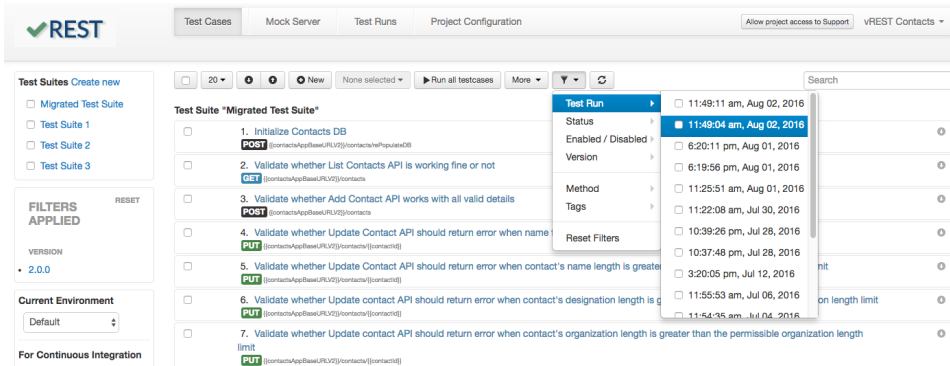 vREST
Test Cases
Mock Server
Test Runs
Project Configuration
Allow project access to Support
vREST Contacts
Test Suites Create new
Migrated Test Suite
Test Suite 1
Test Suite 2
Test Suite 3
FILTERS APPLIED
RESET
VERSION
2.0.0
Current Environment
Default
For Continuous Integration
20
New
None selected
Run all testcases
More
Search
Test Suite "Migrated Test Suite"
1. Initialize Contacts DB
POST {{contactsAppBaseURLV2}}/contacts/rePopulateDB
2. Validate whether List Contacts API is working fine or not
GET {{contactsAppBaseURLV2}}/contacts
3. Validate whether Add Contact API works with all valid details
POST {{contactsAppBaseURLV2}}/contacts
4. Validate whether Update Contact API should return error when name
PUT {{contactsAppBaseURLV2}}/contacts/{{contactId}}
5. Validate whether Update Contact API should return error when contact's name length is greater
PUT {{contactsAppBaseURLV2}}/contacts/{{contactId}}
6. Validate whether Update contact API should return error when contact's designation length is
on length limit
PUT {{contactsAppBaseURLV2}}/contacts/{{contactId}}
7. Validate whether Update contact API should return error when contact's organization length is greater than the permissible organization length
limit
PUT {{contactsAppBaseURLV2}}/contacts/{{contactId}}
Test Run
Status
Enabled / Disabled
Version
Method
Tags
Reset Filters
11:49:11 am, Aug 02, 2016
11:49:04 am, Aug 02, 2016
6:20:11 pm, Aug 01, 2016
6:19:56 pm, Aug 01, 2016
11:25:51 am, Aug 01, 2016
11:22:08 am, Jul 30, 2016
10:39:26 pm, Jul 28, 2016
10:37:48 pm, Jul 28, 2016
3:20:05 pm, Jul 12, 2016
11:55:53 am, Jul 06, 2016
11:54:35 am, Jul 04, 2016